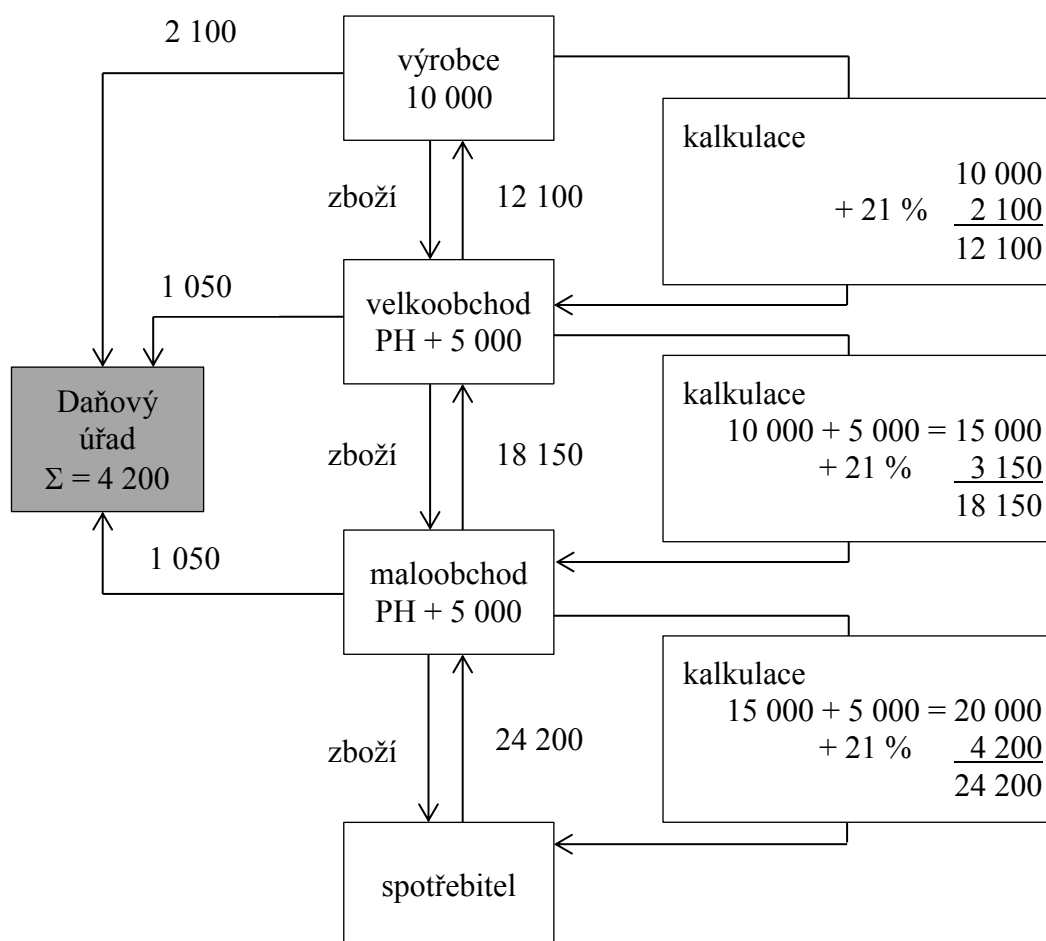 2 100
výrobce
10 000
kalkulace
10 000
+ 21 % 2 100
12 100
zboží
12 100
1 050
velkoobchod
PH + 5 000
Daňový
úřad
Σ = 4 200
kalkulace
10 000 + 5 000 = 15 000
+ 21 % 3 150
18 150
zboží
18 150
1 050
maloobchod
PH + 5 000
kalkulace
15 000 + 5 000 = 20 000
+ 21 % 4 200
24 200
zboží
24 200
spotřebitel